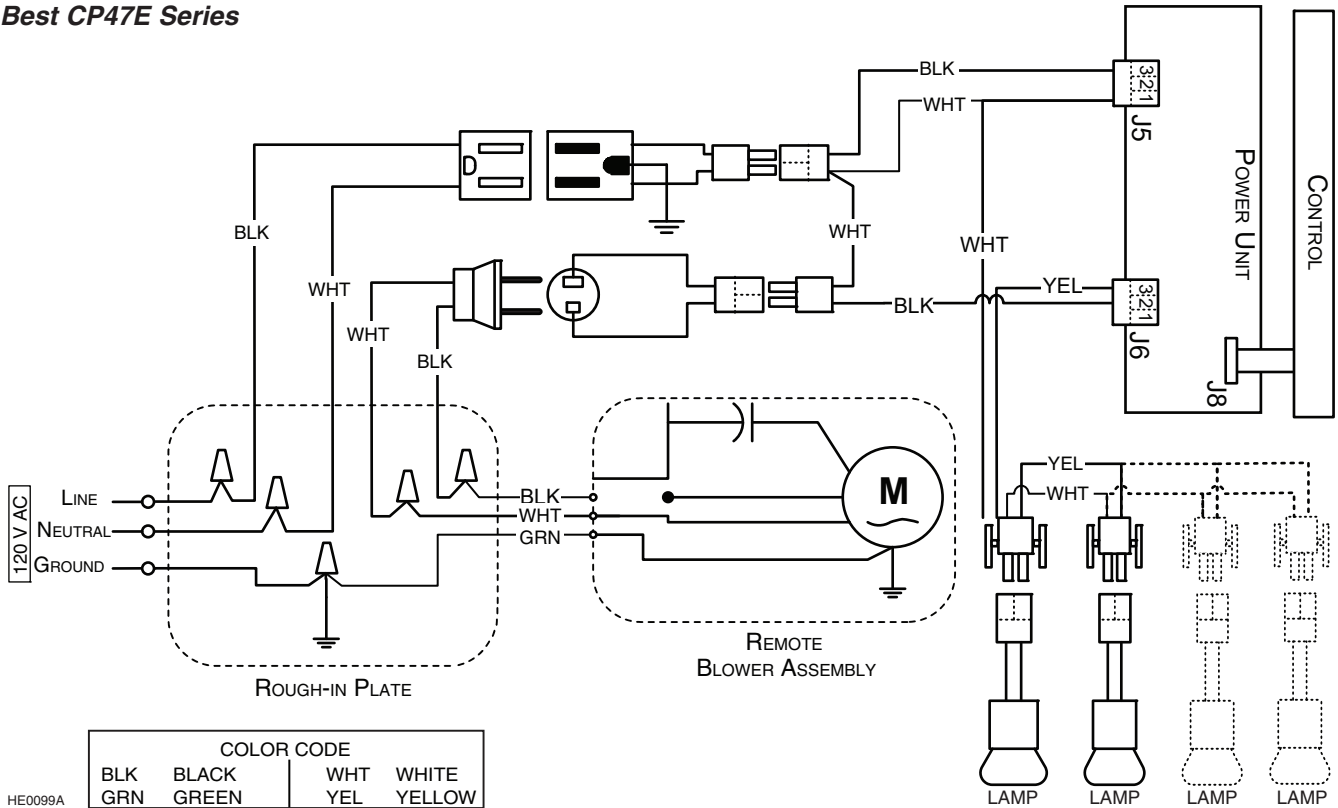 Best CP47E Series
BLK
WHT
3 2 1
J5
POWER UNIT
CONTROL
BLK
WHT
WHT
WHT
WHT
BLK
YEL
BLK
3 2 1
J6
J8
120 V AC
LINE
NEUTRAL
GROUND
BLK
WHT
GRN
M
YEL
WHT
ROUGH-IN PLATE
REMOTE
BLOWER ASSEMBLY
LAMP LAMP LAMP LAMP
COLOR CODE
BLK BLACK WHT WHITE
GRN GREEN YEL YELLOW
HE0099A